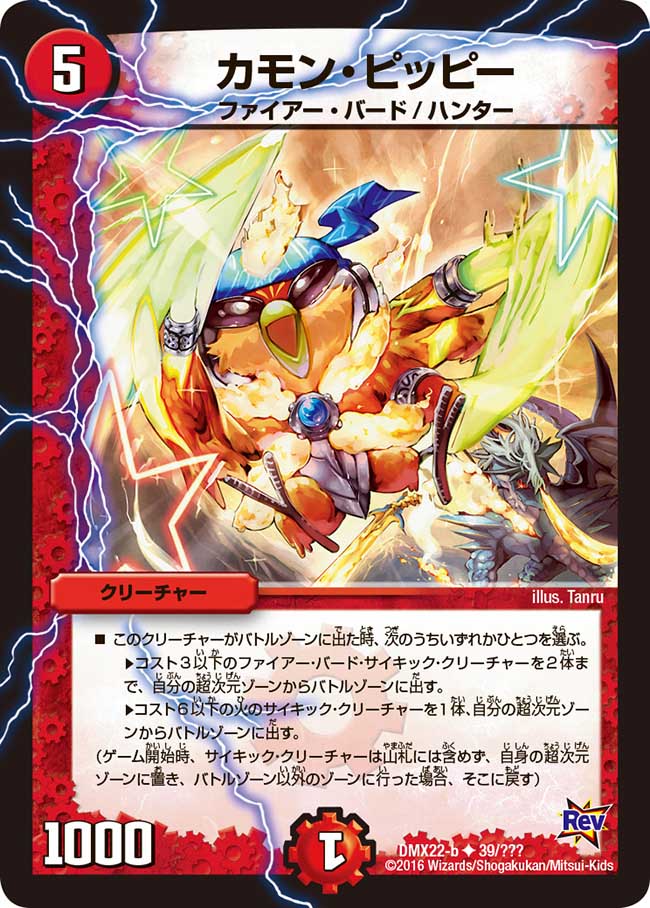 5
カモン・ピッピー
ファイアー・バード/ハンター
クリーチャー
illus. Tanru
■ このクリーチャーがバトルゾーンに出た時、次のうちいずれかひとつを選ぶ。
▶コスト3以下のファイアー・バード・サイキック・クリーチャーを2体ま
で、自分の超次元ゾーンからバトルゾーンに出す。
▶コスト6以下の火のサイキック・クリーチャーを1体、自分の超次元ゾー
ンからバトルゾーンに出す。
(ゲーム開始時、サイキック・クリーチャーは山札には含めず、自身の超次元
ゾーンに置き、バトルゾーン以外のゾーンに行った場合、そこに戻す)
1000
1
Rev
DMX22-b ◆ 39/???
©2016 Wizards/Shogakukan/Mitsui-Kids